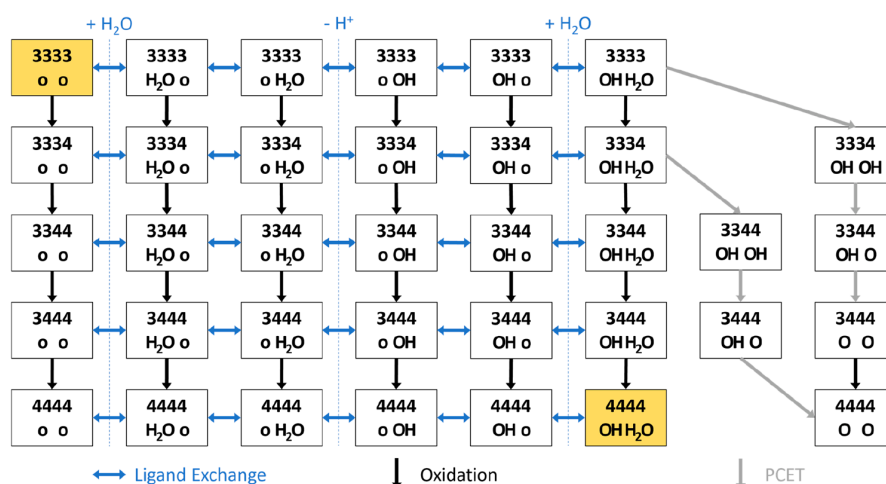 + H₂O - H⁺ + H₂O
3333 3333 3333 3333 3333 3333
o o H₂O o o H₂O o OH OH o OH H₂O
3334 3334 3334 3334 3334 3334 3334
o o H₂O o o H₂O o OH OH o OH H₂O OH OH
3344 3344 3344 3344 3344 3344 3344 3344
o o H₂O o o H₂O o OH OH o OH H₂O OH OH OH O
3444 3444 3444 3444 3444 3444 3444 3444
o o H₂O o o H₂O o OH OH o OH H₂O OH O O O
4444 4444 4444 4444 4444 4444 4444
o o H₂O o o H₂O o OH OH o OH H₂O O O
Ligand Exchange Oxidation PCET